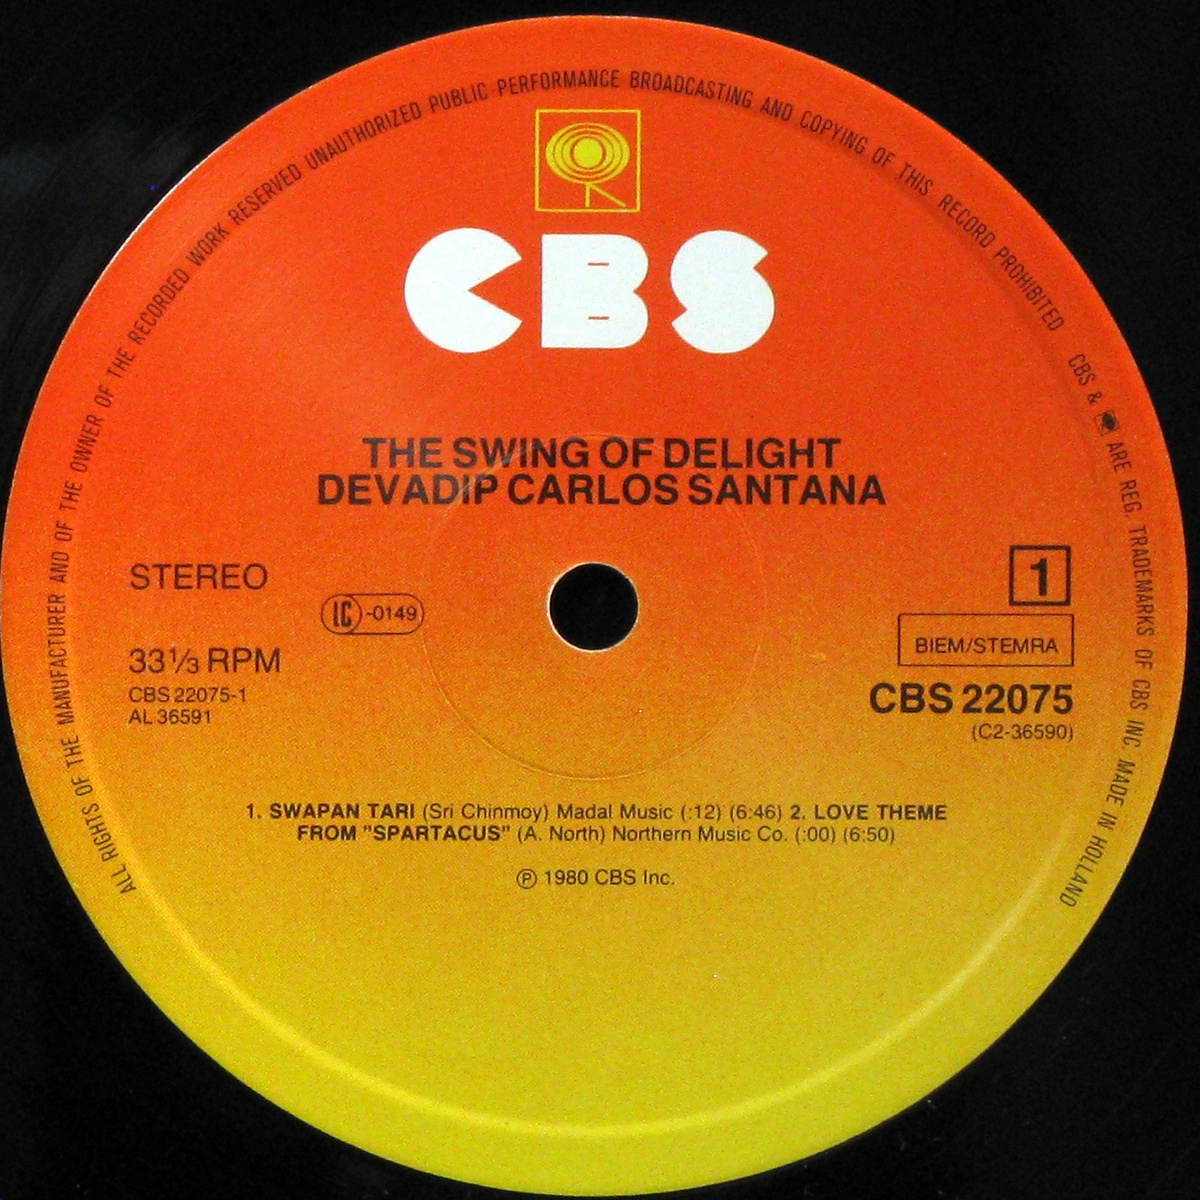 ALL RIGHTS OF THE MANUFACTURER AND OF THE OWNER OF THE RECORDED WORK RESERVED UNAUTHORIZED PUBLIC PERFORMANCE BROADCASTING AND COPYING OF THIS RECORD PROHIBITED CBS & ARE REG. TRADEMARKS OF CBS INC. MADE IN HOLLAND
CBS
THE SWING OF DELIGHT
DEVADIP CARLOS SANTANA
STEREO
LC -0149
33⅓ RPM
CBS 22075-1
AL 36591
1
BIEM/STEMRA
CBS 22075
(C2-36590)
1. SWAPAN TARI (Sri Chinmoy) Madal Music (:12) (6:46) 2. LOVE THEME
FROM "SPARTACUS" (A. North) Northern Music Co. (:00) (6:50)
Ⓟ 1980 CBS Inc.